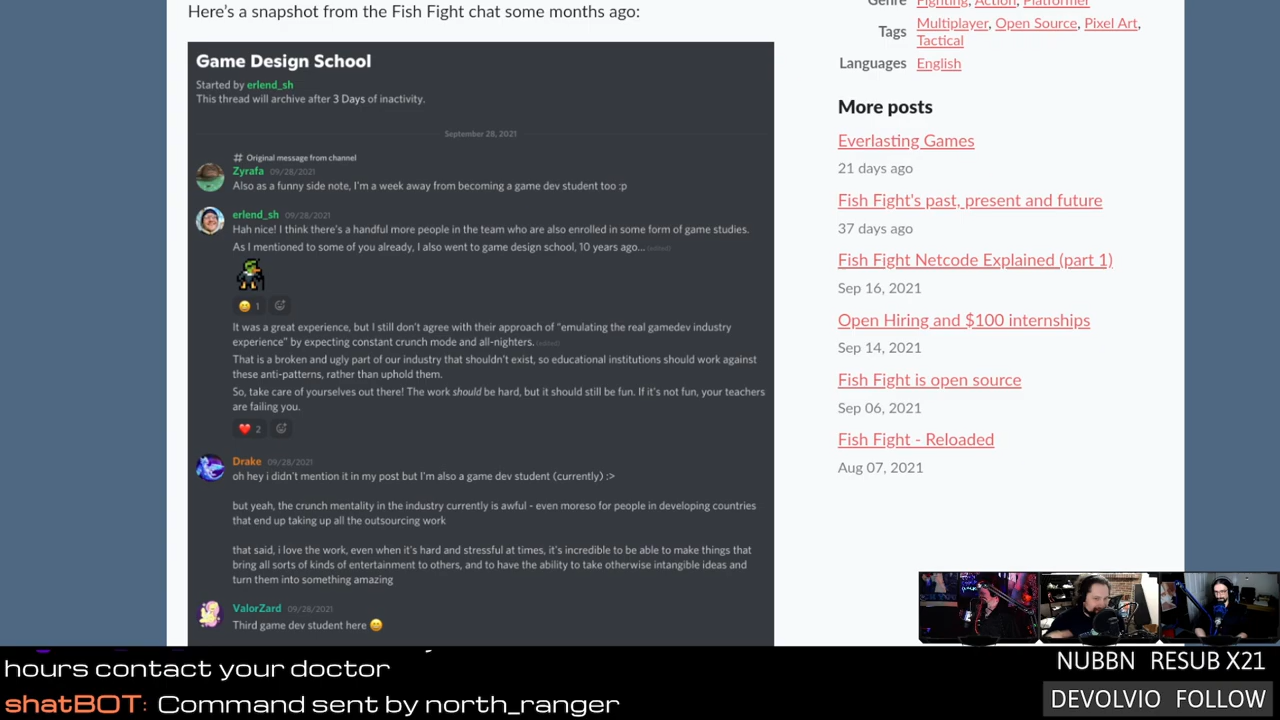 Here's a snapshot from the Fish Fight chat some months ago:
Game Design School
Started by erlend_sh
This thread will archive after 3 Days of inactivity.
September 28, 2021
# Original message from channel
Zyrafa 09/28/2021
Also as a funny side note, I'm a week away from becoming a game dev student too :p
erlend_sh 09/28/2021
Hah nice! I think there's a handful more people in the team who are also enrolled in some form of game studies.
As I mentioned to some of you already, I also went to game design school, 10 years ago... (edited)
1
It was a great experience, but I still don't agree with their approach of "emulating the real gamedev industry
experience" by expecting constant crunch mode and all-nighters. (edited)
That is a broken and ugly part of our industry that shouldn't exist, so educational institutions should work against
these anti-patterns, rather than uphold them.
So, take care of yourselves out there! The work should be hard, but it should still be fun. If it's not fun, your teachers
are failing you.
2
Drake 09/28/2021
oh hey i didn't mention it in my post but I'm also a game dev student (currently) :>
but yeah, the crunch mentality in the industry currently is awful - even moreso for people in developing countries
that end up taking up all the outsourcing work
that said, i love the work, even when it's hard and stressful at times, it's incredible to be able to make things that
bring all sorts of kinds of entertainment to others, and to have the ability to take otherwise intangible ideas and
turn them into something amazing
ValorZard 09/28/2021
Third game dev student here
Genre Fighting, Action, Platformer
Tags Multiplayer, Open Source, Pixel Art,
Tactical
Languages English
More posts
Everlasting Games
21 days ago
Fish Fight's past, present and future
37 days ago
Fish Fight Netcode Explained (part 1)
Sep 16, 2021
Open Hiring and $100 internships
Sep 14, 2021
Fish Fight is open source
Sep 06, 2021
Fish Fight - Reloaded
Aug 07, 2021
hours contact your doctor
shatBOT: Command sent by north_ranger
NUBBN RESUB X21
DEVOLVIO FOLLOW